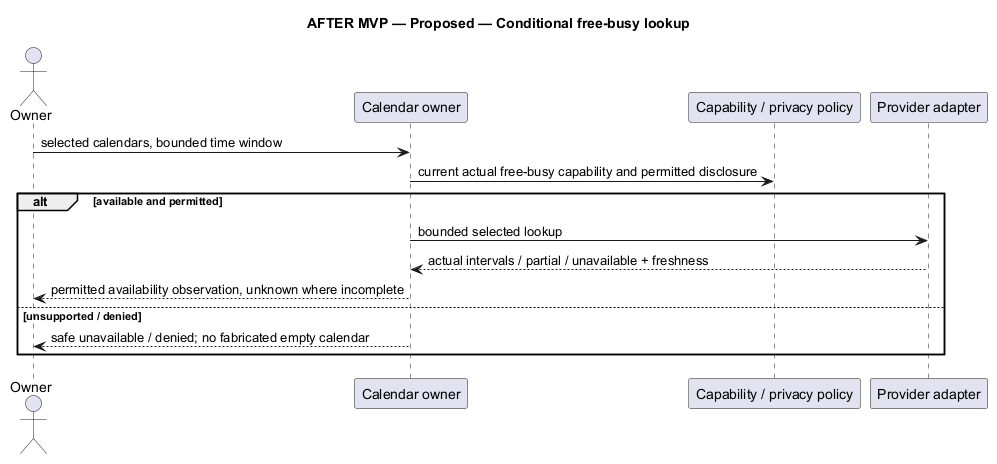 AFTER MVP — Proposed — Conditional free-busy lookup
Owner
Calendar owner
Capability / privacy policy
Provider adapter
selected calendars, bounded time window
current actual free-busy capability and permitted disclosure
alt
[available and permitted]
bounded selected lookup
actual intervals / partial / unavailable + freshness
permitted availability observation, unknown where incomplete
[unsupported / denied]
safe unavailable / denied; no fabricated empty calendar
Owner
Calendar owner
Capability / privacy policy
Provider adapter